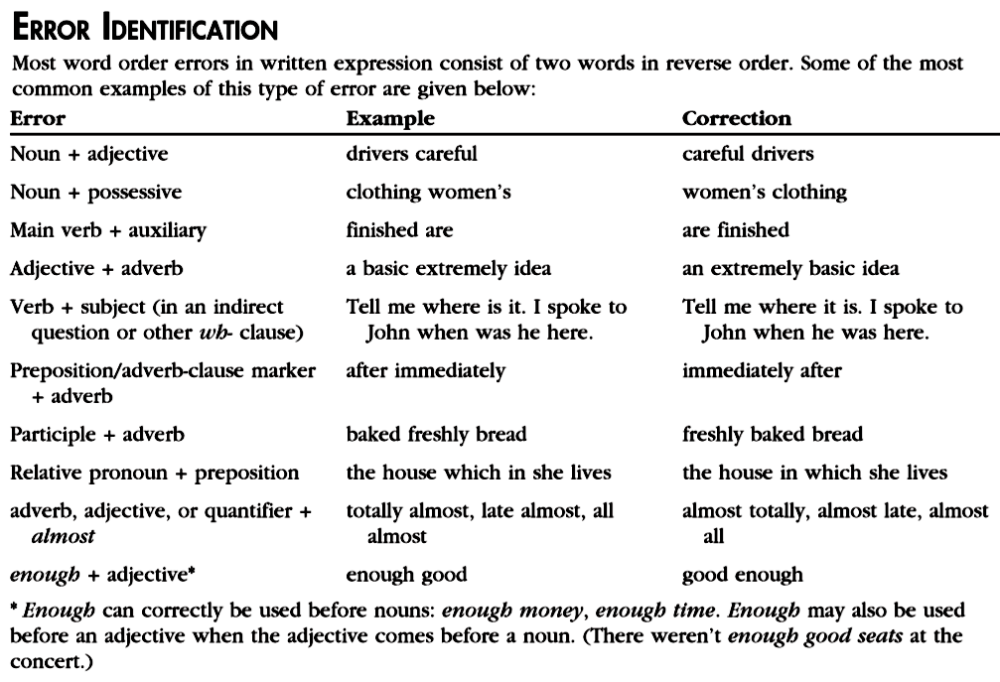 ERROR IDENTIFICATION
Most word order errors in written expression consist of two words in reverse order. Some of the most
common examples of this type of error are given below:
Error Example Correction
Noun + adjective drivers careful careful drivers
Noun + possessive clothing women's women's clothing
Main verb + auxiliary finished are are finished
Adjective + adverb a basic extremely idea an extremely basic idea
Verb + subject (in an indirect Tell me where is it. I spoke to Tell me where it is. I spoke to
question or other wh- clause) John when was he here. John when he was here.
Preposition/adverb-clause marker after immediately immediately after
+ adverb
Participle + adverb baked freshly bread freshly baked bread
Relative pronoun + preposition the house which in she lives the house in which she lives
adverb, adjective, or quantifier + totally almost, late almost, all almost totally, almost late, almost
almost almost all
enough + adjective* enough good good enough
* Enough can correctly be used before nouns: enough money, enough time. Enough may also be used
before an adjective when the adjective comes before a noun. (There weren't enough good seats at the
concert.)